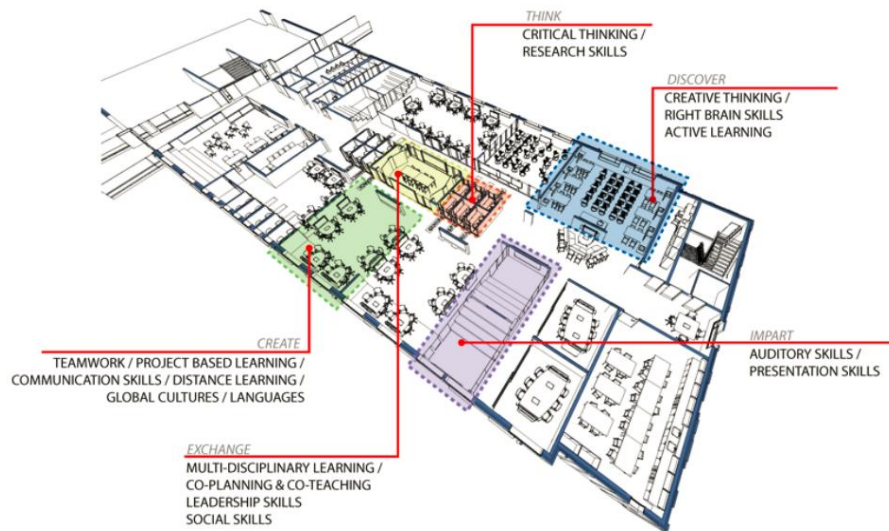 THINK
CRITICAL THINKING /
RESEARCH SKILLS
DISCOVER
CREATIVE THINKING /
RIGHT BRAIN SKILLS
ACTIVE LEARNING
CREATE
TEAMWORK / PROJECT BASED LEARNING /
COMMUNICATION SKILLS / DISTANCE LEARNING /
GLOBAL CULTURES / LANGUAGES
IMPART
AUDITORY SKILLS /
PRESENTATION SKILLS
EXCHANGE
MULTI-DISCIPLINARY LEARNING /
CO-PLANNING & CO-TEACHING
LEADERSHIP SKILLS
SOCIAL SKILLS